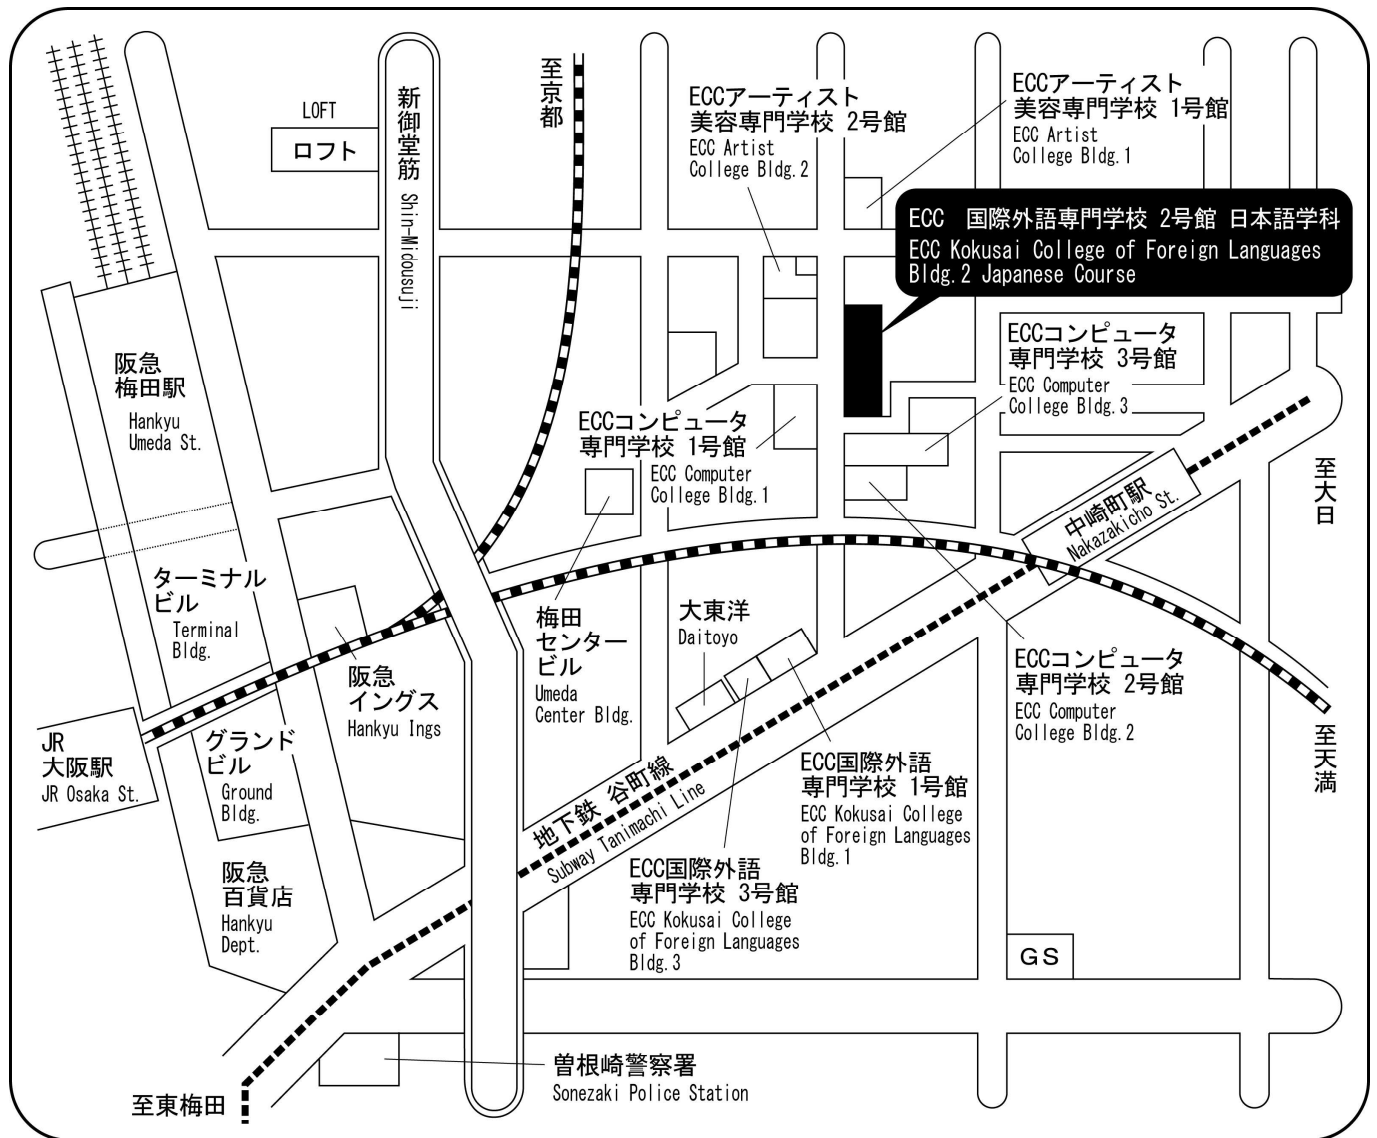 至京都
新御堂筋
Shin-Midousuji
LOFT
ロフト
ECCアーティスト
美容専門学校 2号館
ECC Artist
College Bldg.2
ECCアーティスト
美容専門学校 1号館
ECC Artist
College Bldg.1
ECC　国際外語専門学校 2号館 日本語学科
ECC Kokusai College of Foreign Languages
Bldg.2 Japanese Course
阪急
梅田駅
Hankyu
Umeda St.
ECCコンピュータ
専門学校 3号館
ECC Computer
College Bldg.3
ECCコンピュータ
専門学校 1号館
ECC Computer
College Bldg.1
至大日
中崎町駅
Nakazakicho St.
ターミナル
ビル
Terminal
Bldg.
梅田
センター
ビル
Umeda
Center Bldg.
大東洋
Daitoyo
阪急
イングス
Hankyu Ings
ECCコンピュータ
専門学校 2号館
ECC Computer
College Bldg.2
至天満
JR
大阪駅
JR Osaka St.
グランド
ビル
Ground
Bldg.
地下鉄 谷町線
Subway Tanimachi Line
ECC国際外語
専門学校 1号館
ECC Kokusai College
of Foreign Languages
Bldg.1
阪急
百貨店
Hankyu
Dept.
ECC国際外語
専門学校 3号館
ECC Kokusai College
of Foreign Languages
Bldg.3
GS
曽根崎警察署
Sonezaki Police Station
至東梅田